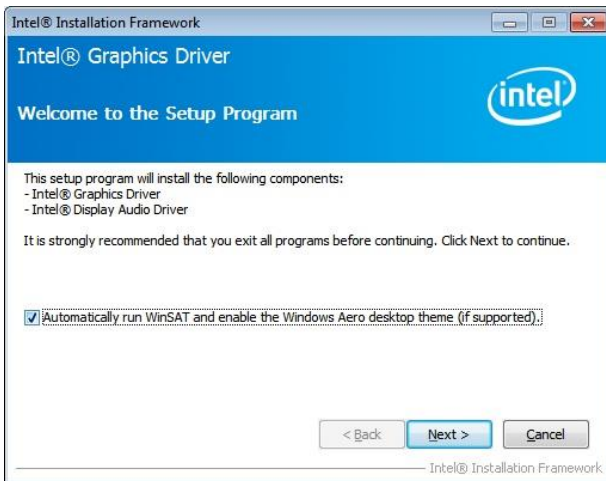 Intel® Installation Framework
Intel® Graphics Driver
intel
Welcome to the Setup Program
This setup program will install the following components:
- Intel® Graphics Driver
- Intel® Display Audio Driver
It is strongly recommended that you exit all programs before continuing. Click Next to continue.
Automatically run WinSAT and enable the Windows Aero desktop theme (if supported).
< Back Next > Cancel
Intel® Installation Framework